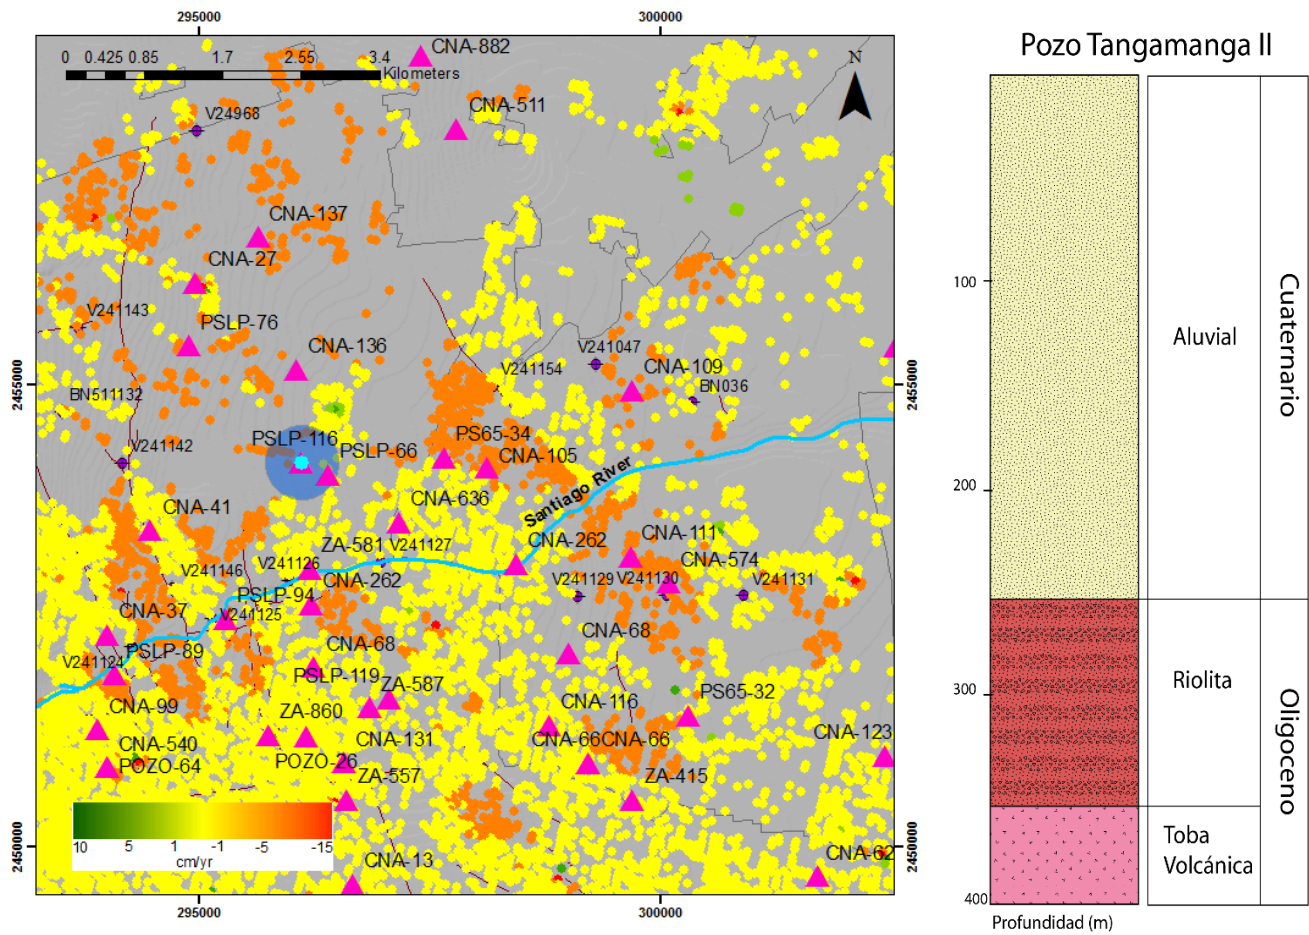 295000
300000
0
0.425
0.85
1.7
2.55
3.4
Kilometers
N
CNA-882
CNA-511
V24968
CNA-137
CNA-27
V241143
PSLP-76
CNA-136
V241047
V241154
CNA-109
BN036
BN511132
2455000
2455000
PSLP-116
PSLP-66
PS65-34
CNA-105
V241142
CNA-636
Santiago River
CNA-41
CNA-111
CNA-262
CNA-574
ZA-581
V241127
V241126
V241146
CNA-262
V241129
V241130
V241131
PSLP-94
V241125
CNA-37
CNA-68
CNA-68
PSLP-89
V241124
PSLP-119
ZA-587
PS65-32
CNA-99
ZA-860
CNA-116
CNA-123
CNA-540
CNA-131
CNA-66
CNA-66
POZO-64
POZO-26
ZA-557
ZA-415
10
5
1
-1
-5
-15
cm/yr
CNA-13
CNA-62
2450000
2450000
295000
300000
Pozo Tangamanga II
100
200
300
400
Aluvial
Cuaternario
Riolita
Oligoceno
Toba
Volcánica
Profundidad (m)